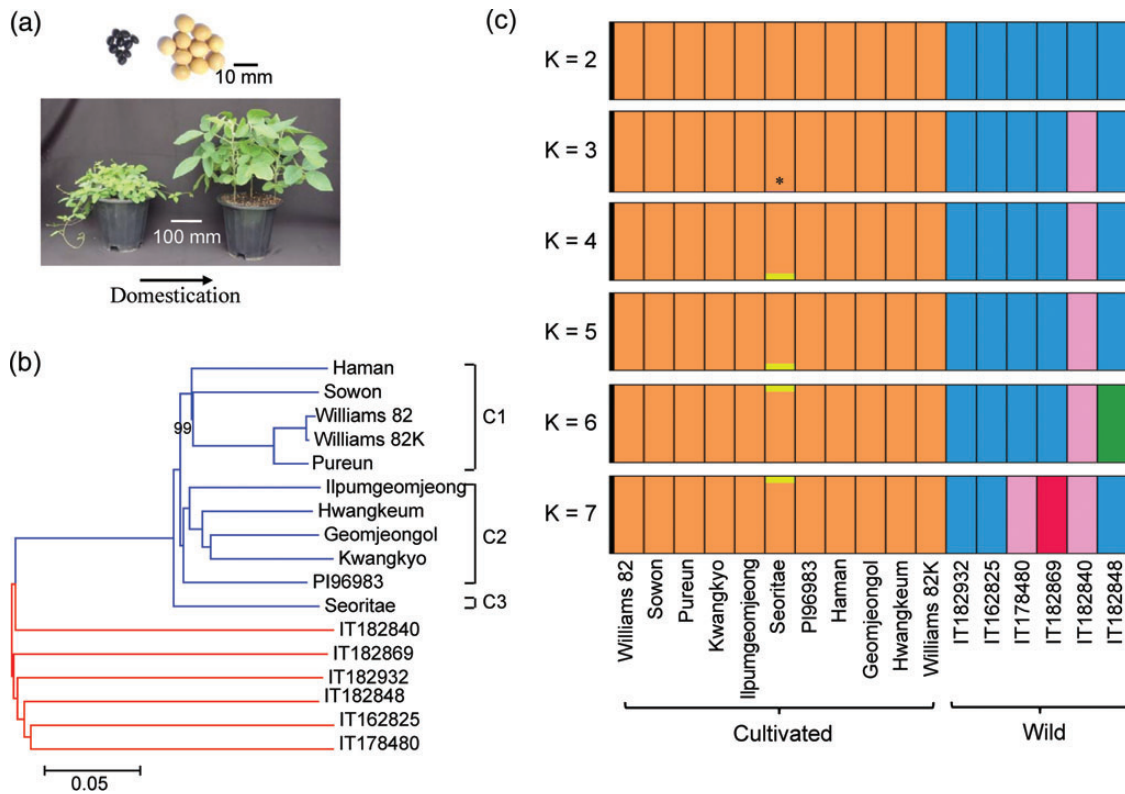 (a)
10 mm
100 mm
Domestication
(b)
Haman
Sowon
Williams 82
Williams 82K
Pureun
Ilpumgeomjeong
Hwangkeum
Geomjeongol
Kwangkyo
PI96983
Seoritae
IT182840
IT182869
IT182932
IT182848
IT162825
IT178480
99
C1
C2
C3
0.05
(c)
K = 2
K = 3
*
K = 4
K = 5
K = 6
K = 7
Williams 82
Sowon
Pureun
Kwangkyo
Ilpumgeomjeong
Seoritae
PI96983
Haman
Geomjeongol
Hwangkeum
Williams 82K
IT182932
IT162825
IT178480
IT182869
IT182840
IT182848
Cultivated
Wild